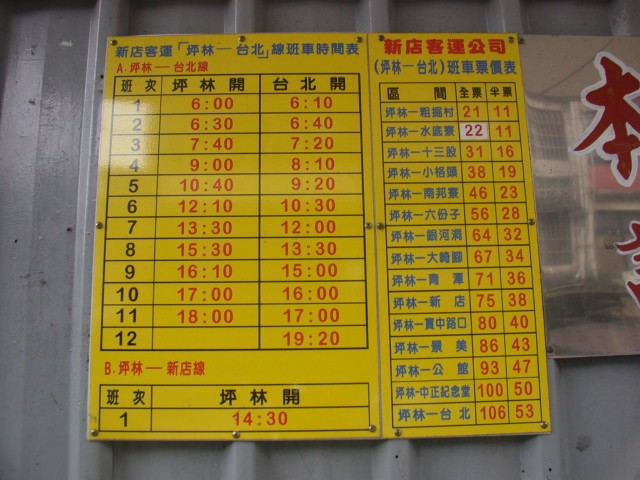 新店客運「坪林一台北」線班車時間表
A.坪林一台北線
班次 坪林開 台北開
1 6:00 6:10
2 6:30 6:40
3 7:40 7:20
4 9:00 8:10
5 10:40 9:20
6 12:10 10:30
7 13:30 12:00
8 15:30 13:30
9 16:10 15:00
10 17:00 16:00
11 18:00 17:00
12 19:20
B.坪林一新店線
班次 坪林開
1 14:30
新店客運公司
(坪林一台北)班車票價表
區間 全票 半票
坪林一粗掘村 21 11
坪林一水底寮 22 11
坪林一十三股 31 16
坪林一小格頭 38 19
坪林一南邦寮 46 23
坪林一六份子 56 28
坪林一銀河洞 64 32
坪林一大崎腳 67 34
坪林一青潭 71 36
坪林一新店 75 38
坪林一寶中路口 80 40
坪林一景美 86 43
坪林一公館 93 47
坪林一中正紀念堂 100 50
坪林一台北 106 53
本